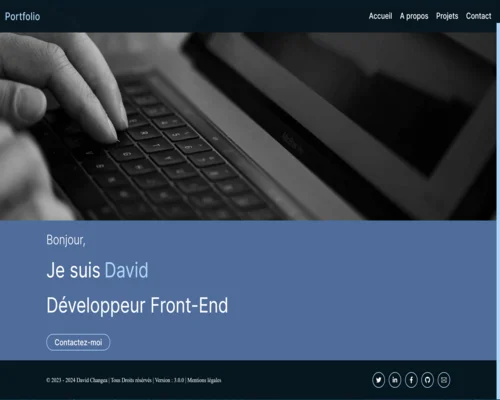 Portfolio
Accueil A propos Projets Contact
Bonjour,
Je suis David
Développeur Front-End
Contactez-moi
© 2023 - 2024 David Changea | Tous Droits résérvés | Version : 3.0.0 | Mentions légales